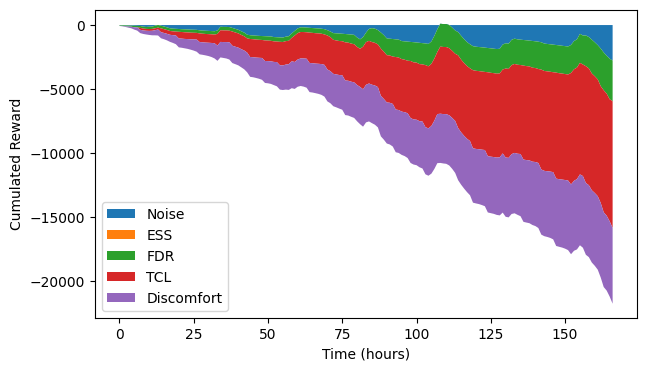 0
−5000
−10000
−15000
−20000
Cumulated Reward
Noise
ESS
FDR
TCL
Discomfort
0 25 50 75 100 125 150
Time (hours)